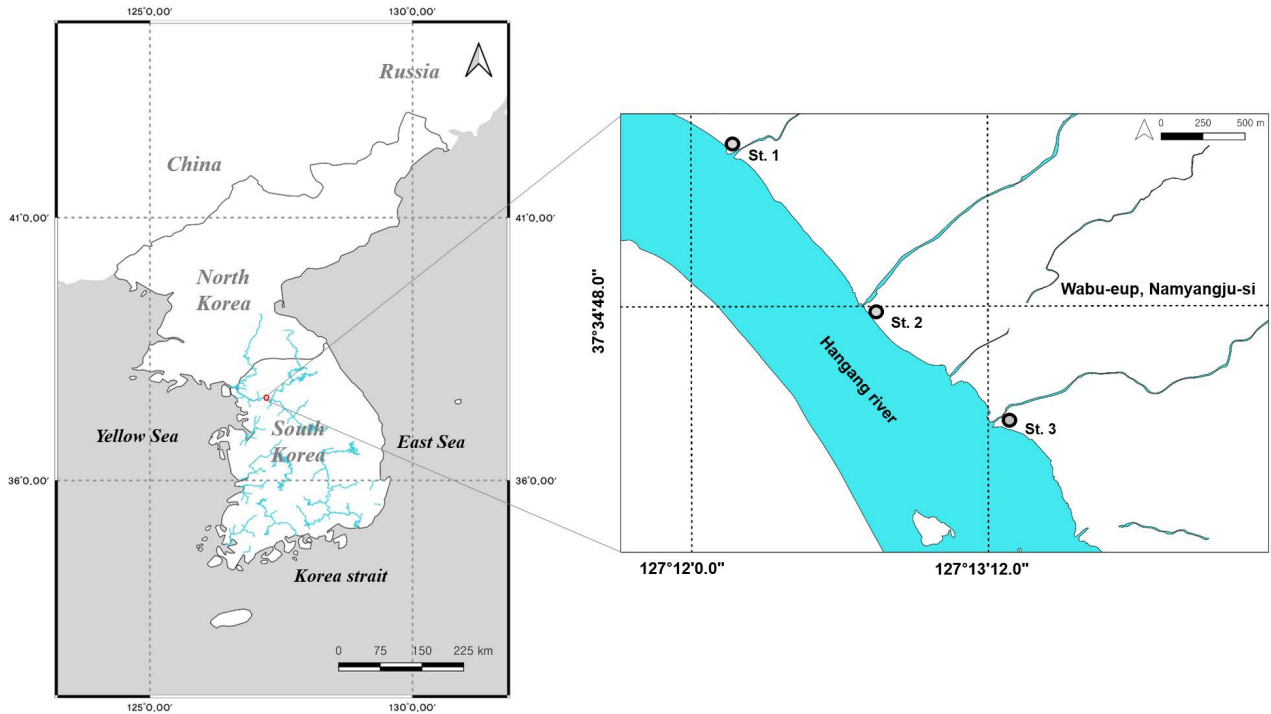 125°0.00'
130°0.00'
Russia
China
41°0.00'
41°0.00'
North
Korea
South
Korea
Yellow Sea
East Sea
36°0.00'
36°0.00'
Korea strait
0 75 150 225 km
125°0.00'
130°0.00'
0 250 500 m
St. 1
Wabu-eup, Namyangju-si
37°34'48.0"
St. 2
Hangang river
St. 3
127°12'0.0"
127°13'12.0"